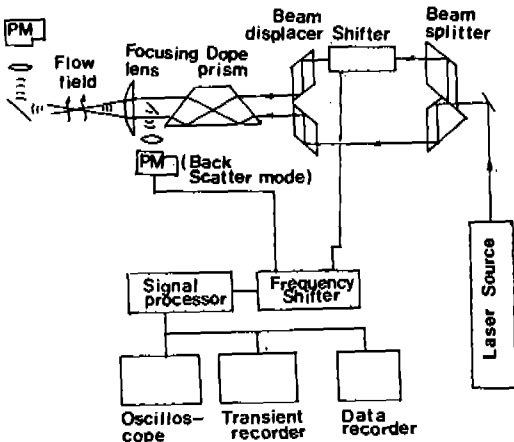 PM
Flow
field
Focusing
lens
Dope
prism
Beam
displacer
Shifter
Beam
splitter
PM
(Back
Scatter mode)
Signal
processor
Frequency
Shifter
Laser Source
Oscillos-
cope
Transient
recorder
Data
recorder